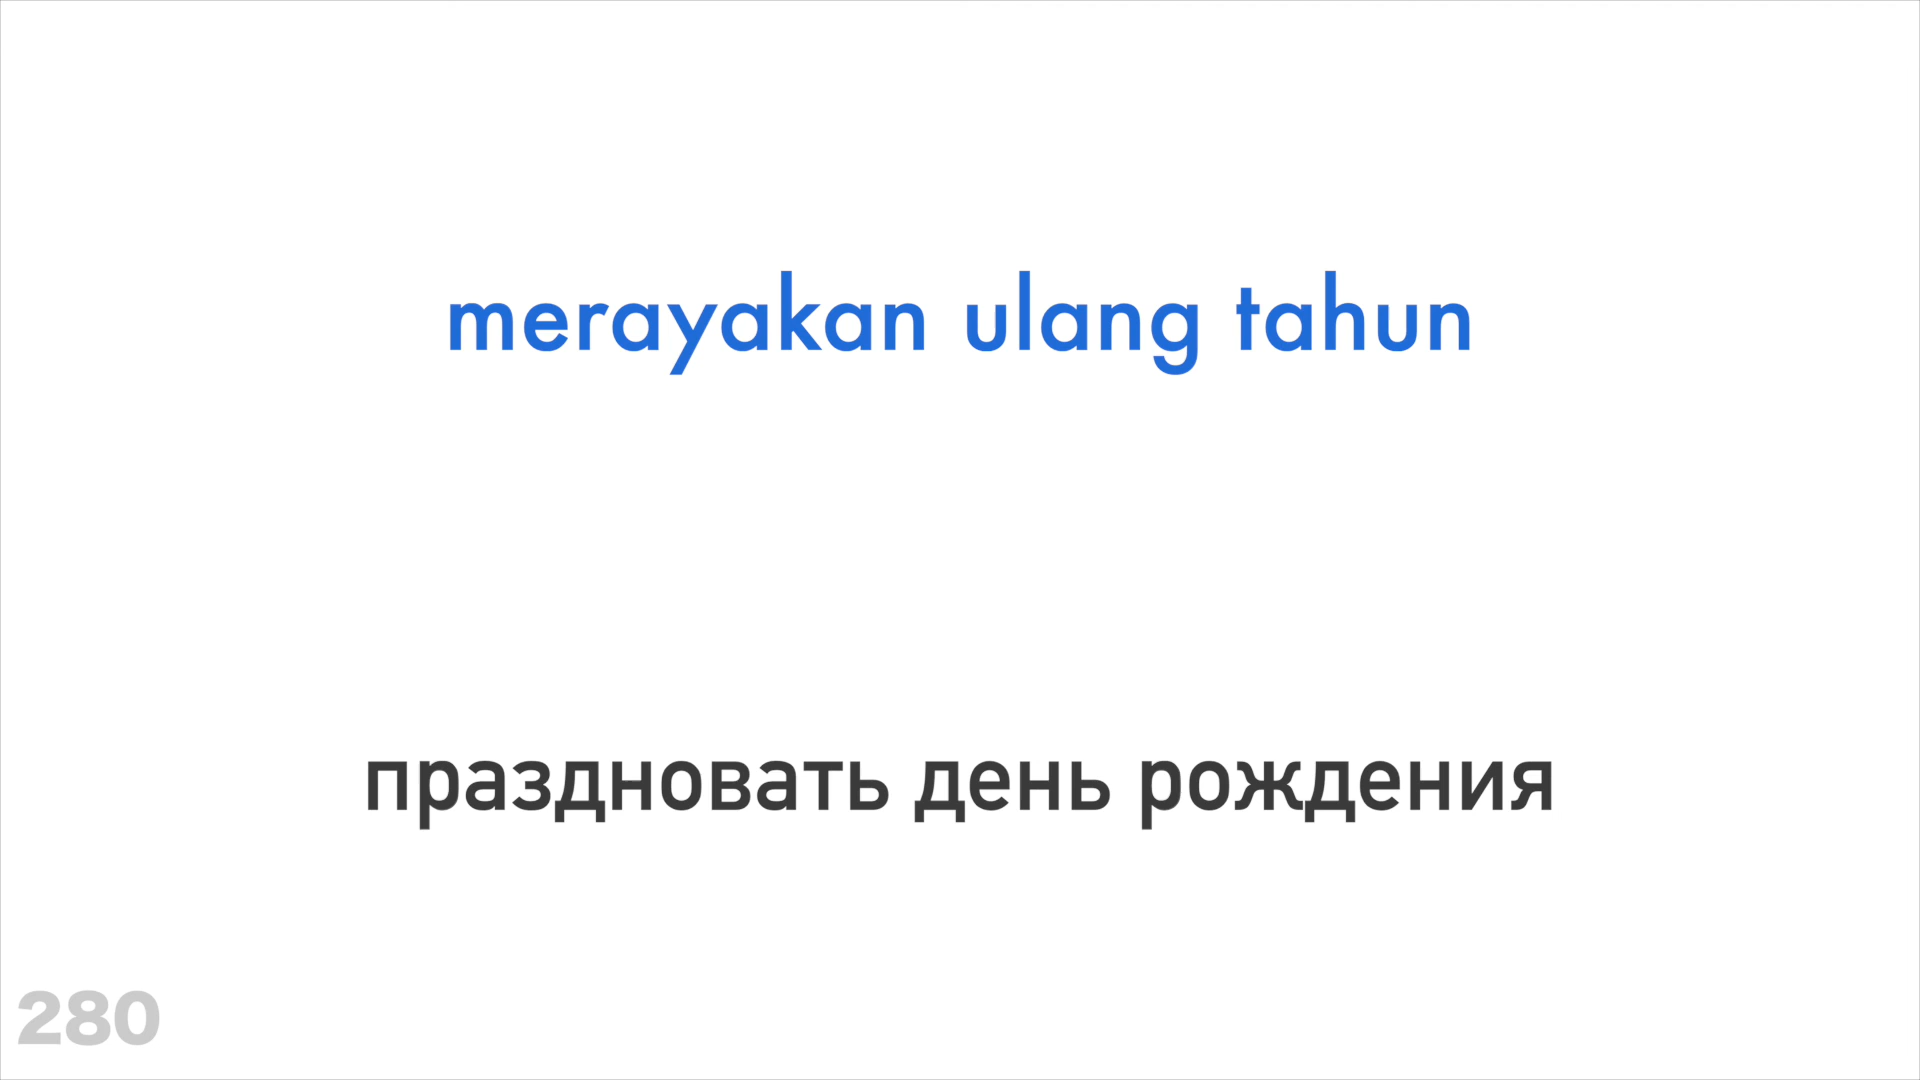 merayakan ulang tahun
праздновать день рождения
280